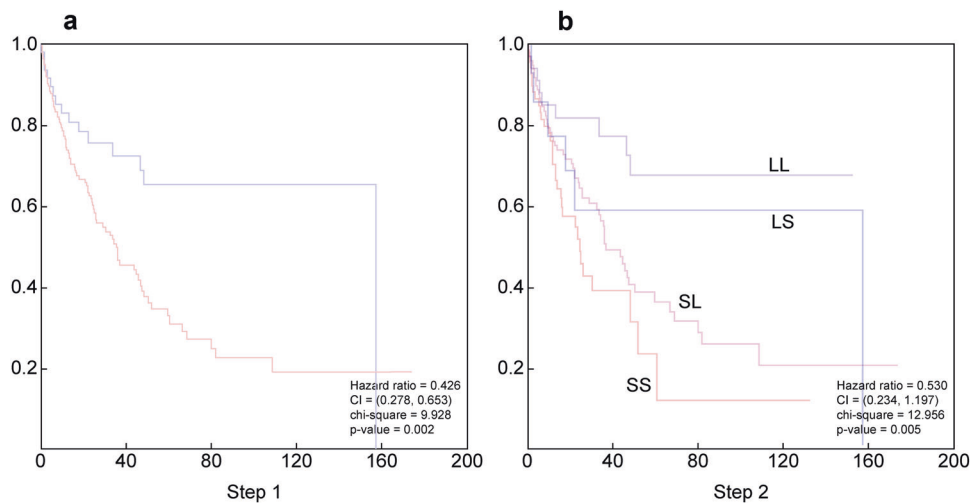 a
1.0
0.8
0.6
0.4
0.2
Hazard ratio = 0.426
CI = (0.278, 0.653)
chi-square = 9.928
p-value = 0.002
0 40 80 120 160 200
Step 1
b
1.0
0.8
0.6
0.4
0.2
LL
LS
SL
SS
Hazard ratio = 0.530
CI = (0.234, 1.197)
chi-square = 12.956
p-value = 0.005
0 40 80 120 160 200
Step 2